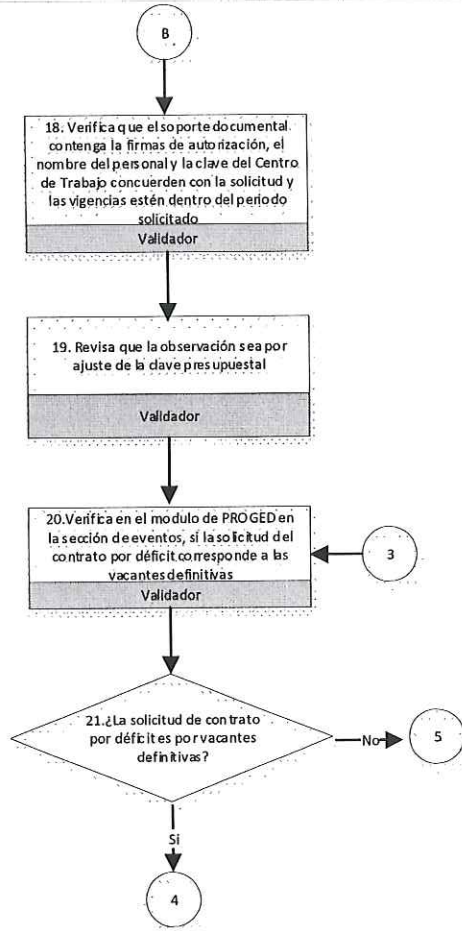 B
18. Verifica que el soporte documental
contenga la firmas de autorización, el
nombre del personal y la clave del Centro
de Trabajo concuerden con la solicitud y
las vigencias estén dentro del periodo
solicitado
Validador
19. Revisa que la observación sea por
ajuste de la clave presupuestal
Validador
20.Verifica en el modulo de PROGED en
la sección de eventos, si la solicitud del
contrato por déficit corresponde a las
vacantes definitivas
Validador
3
21.¿La solicitud de contrato
por déficit es por vacantes
definitivas?
No
5
Si
4